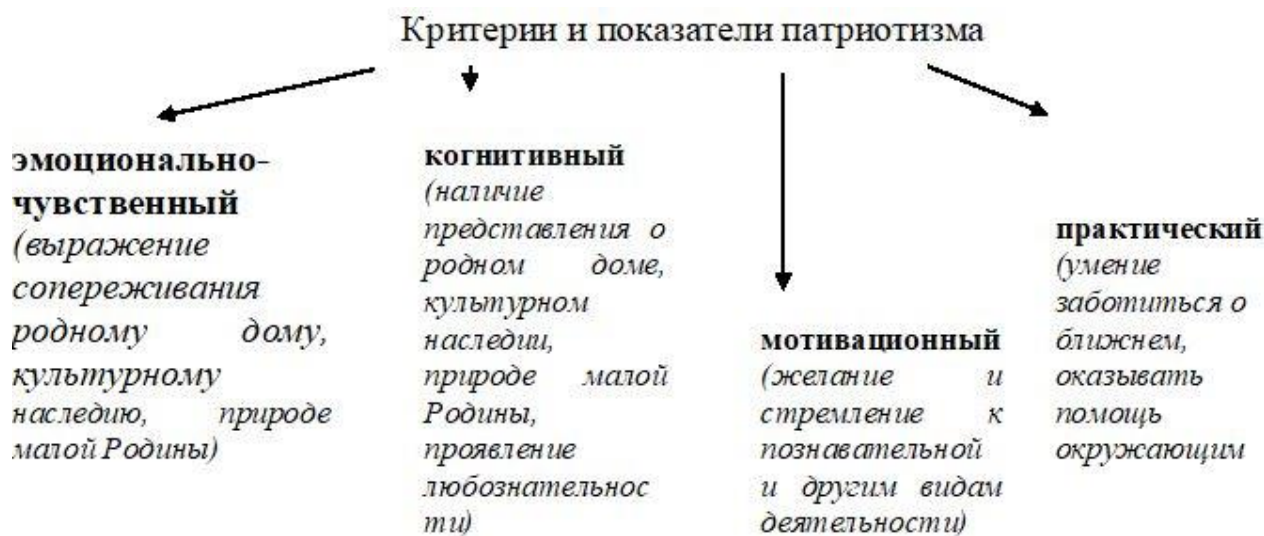 Критерии и показатели патриотизма
эмоционально-
чувственный
(выражение
сопереживания
родному дому,
культурному
наследию, природе
малой Родины)
когнитивный
(наличие
представления о
родном доме,
культурном
наследии,
природе малой
Родины,
проявление
любознательнос
ти)
мотивационный
(желание и
стремление к
познавательной
и другим видам
деятельности)
практический
(умение
заботиться о
ближнем,
оказывать
помощь
окружающим